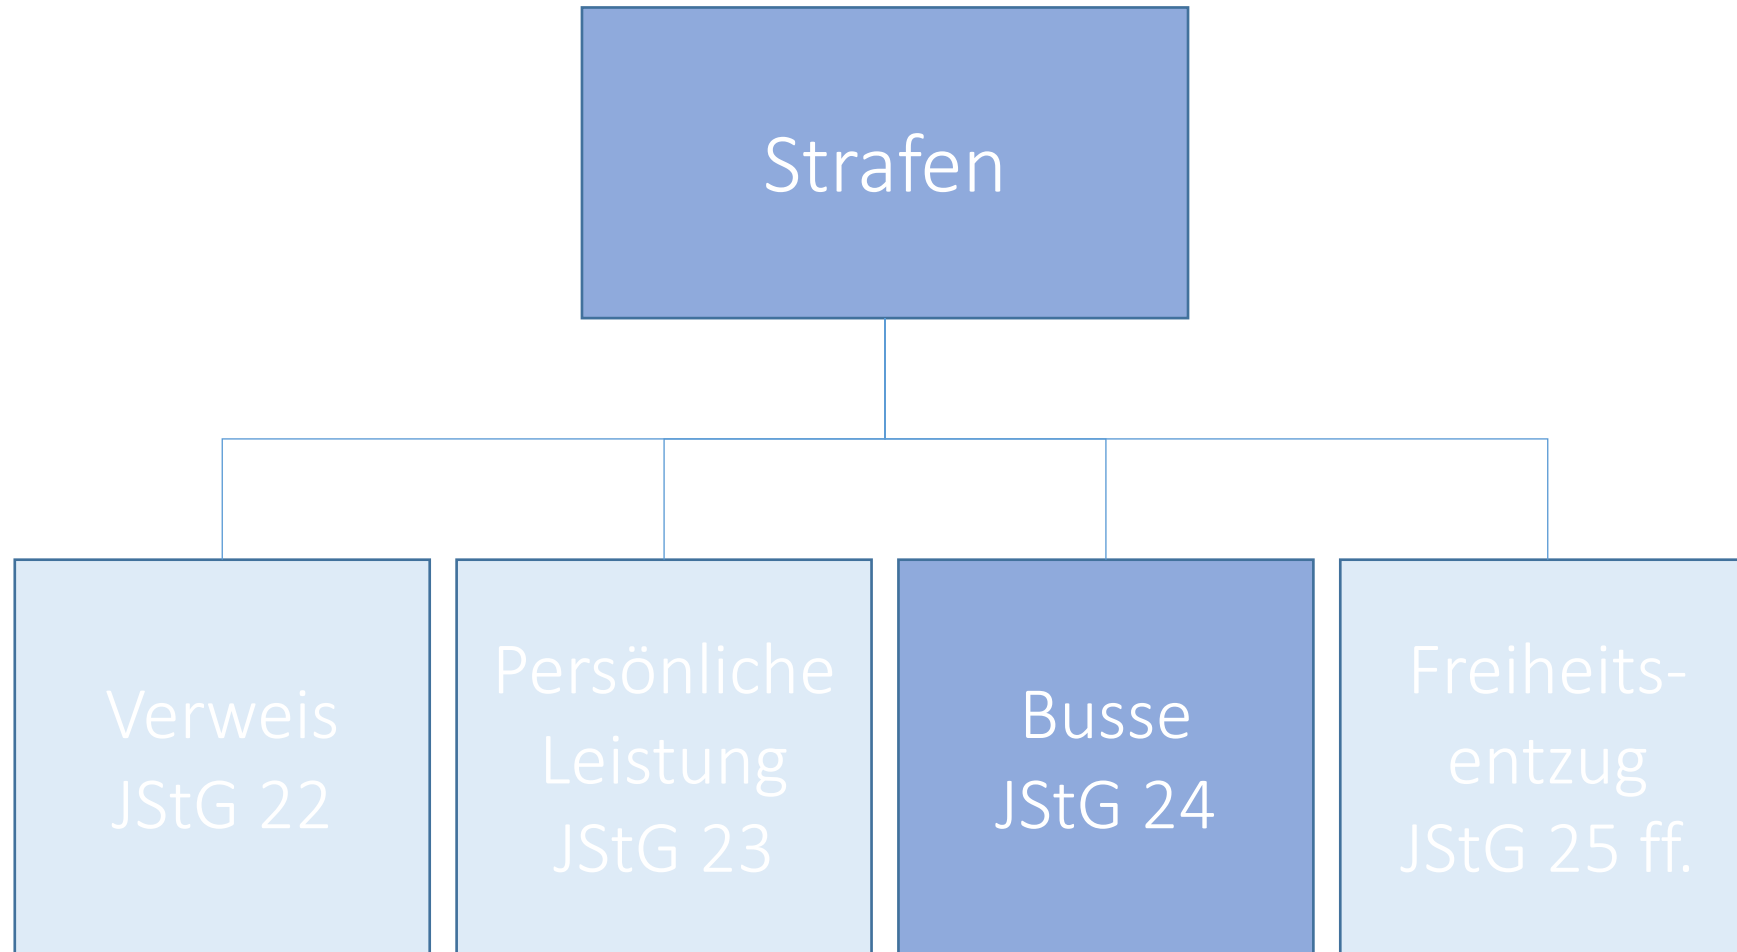 Strafen
Verweis
JStG 22
Persönliche
Leistung
JStG 23
Busse
JStG 24
Freiheits-
entzug
JStG 25 ff.